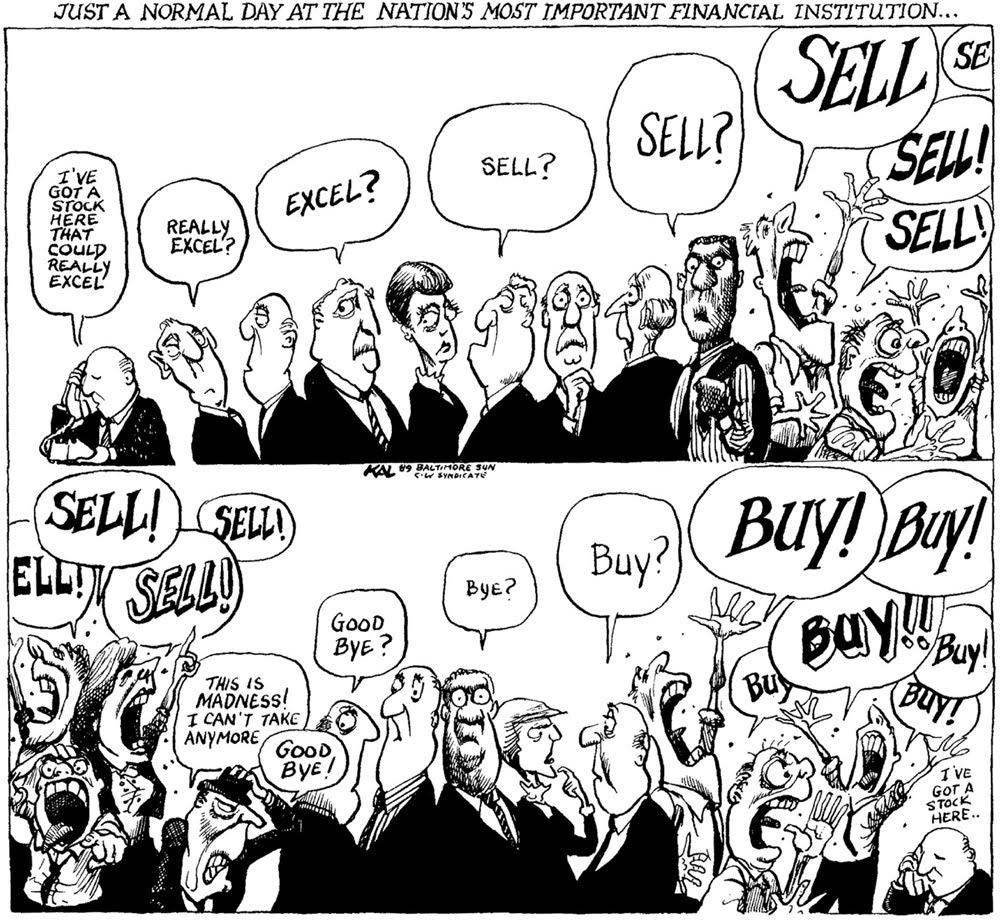 JUST A NORMAL DAY AT THE NATION'S MOST IMPORTANT FINANCIAL INSTITUTION...
I'VE
GOT A
STOCK
HERE
THAT
COULD
REALLY
EXCEL
REALLY
EXCEL?
EXCEL?
SELL?
SELL?
SELL
SE
SELL!
SELL!
KAL '89 BALTIMORE SUN
C-W SYNDICATE
SELL!
SELL!
ELL!
SELL!
THIS IS
MADNESS!
I CAN'T TAKE
ANYMORE
GOOD
BYE!
GOOD
BYE?
BYE?
BUY?
BUY!
BUY!
BUY!!
BUY!
BUY
BUY!
I'VE
GOT A
STOCK
HERE..